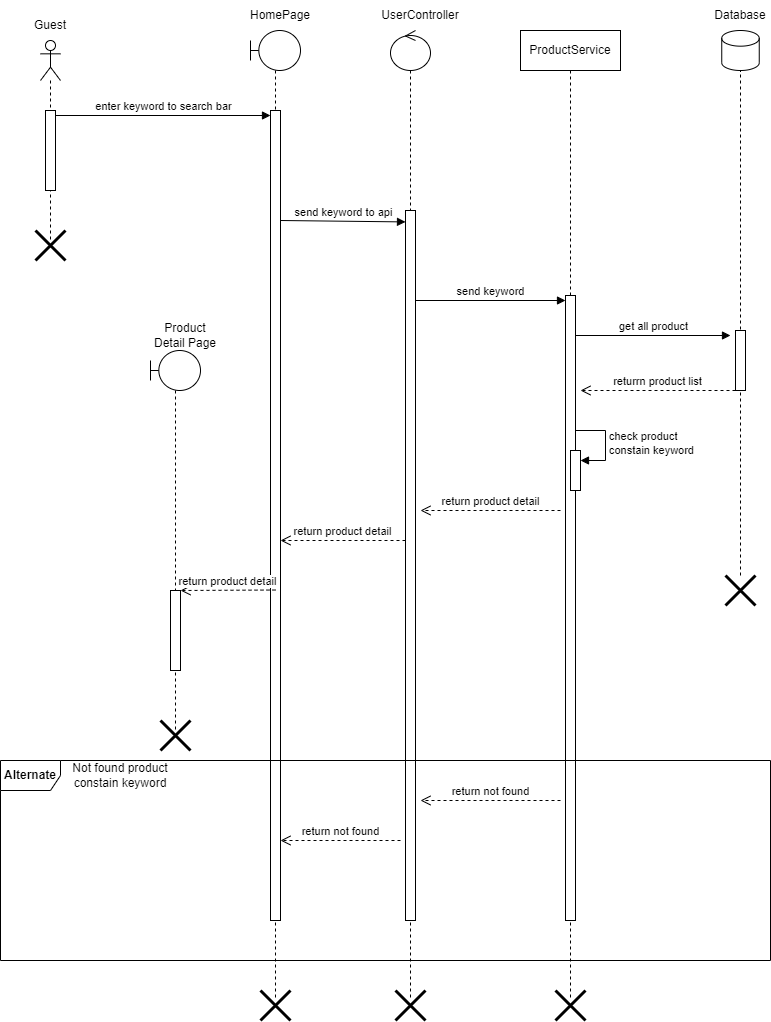 Guest
HomePage
UserController
ProductService
Database
enter keyword to search bar
send keyword to api
send keyword
get all product
Product
Detail Page
returrn product list
check product
constain keyword
return product detail
return product detail
return product detail
Alternate
Not found product
constain keyword
return not found
return not found